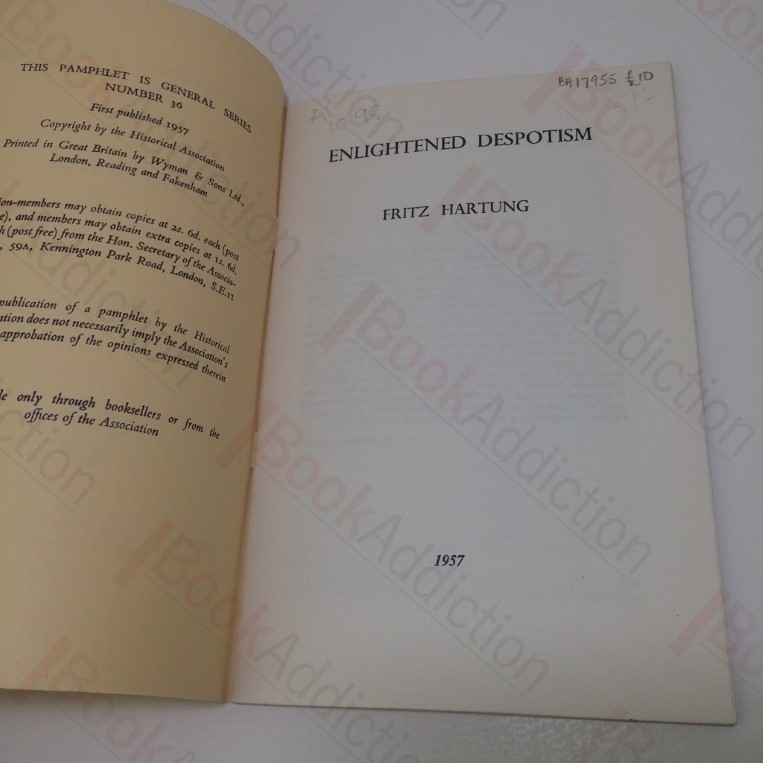 THIS PAMPHLET IS GENERAL SERIES
NUMBER 36
First published 1957
Copyright by the Historical Association
Printed in Great Britain by Wyman & Sons Ltd.,
London, Reading and Fakenham
on-members may obtain copies at 2s. 6d. each (post
e), and members may obtain extra copies at 1s. 6d.
h (post free) from the Hon. Secretary of the Associa-
, 59A, Kennington Park Road, London, S.E.11
publication of a pamphlet by the Historical
ation does not necessarily imply the Association's
approbation of the opinions expressed therein
le only through booksellers or from the
offices of the Association
BA17955 £10
ENLIGHTENED DESPOTISM
FRITZ HARTUNG
1957
BookAddiction